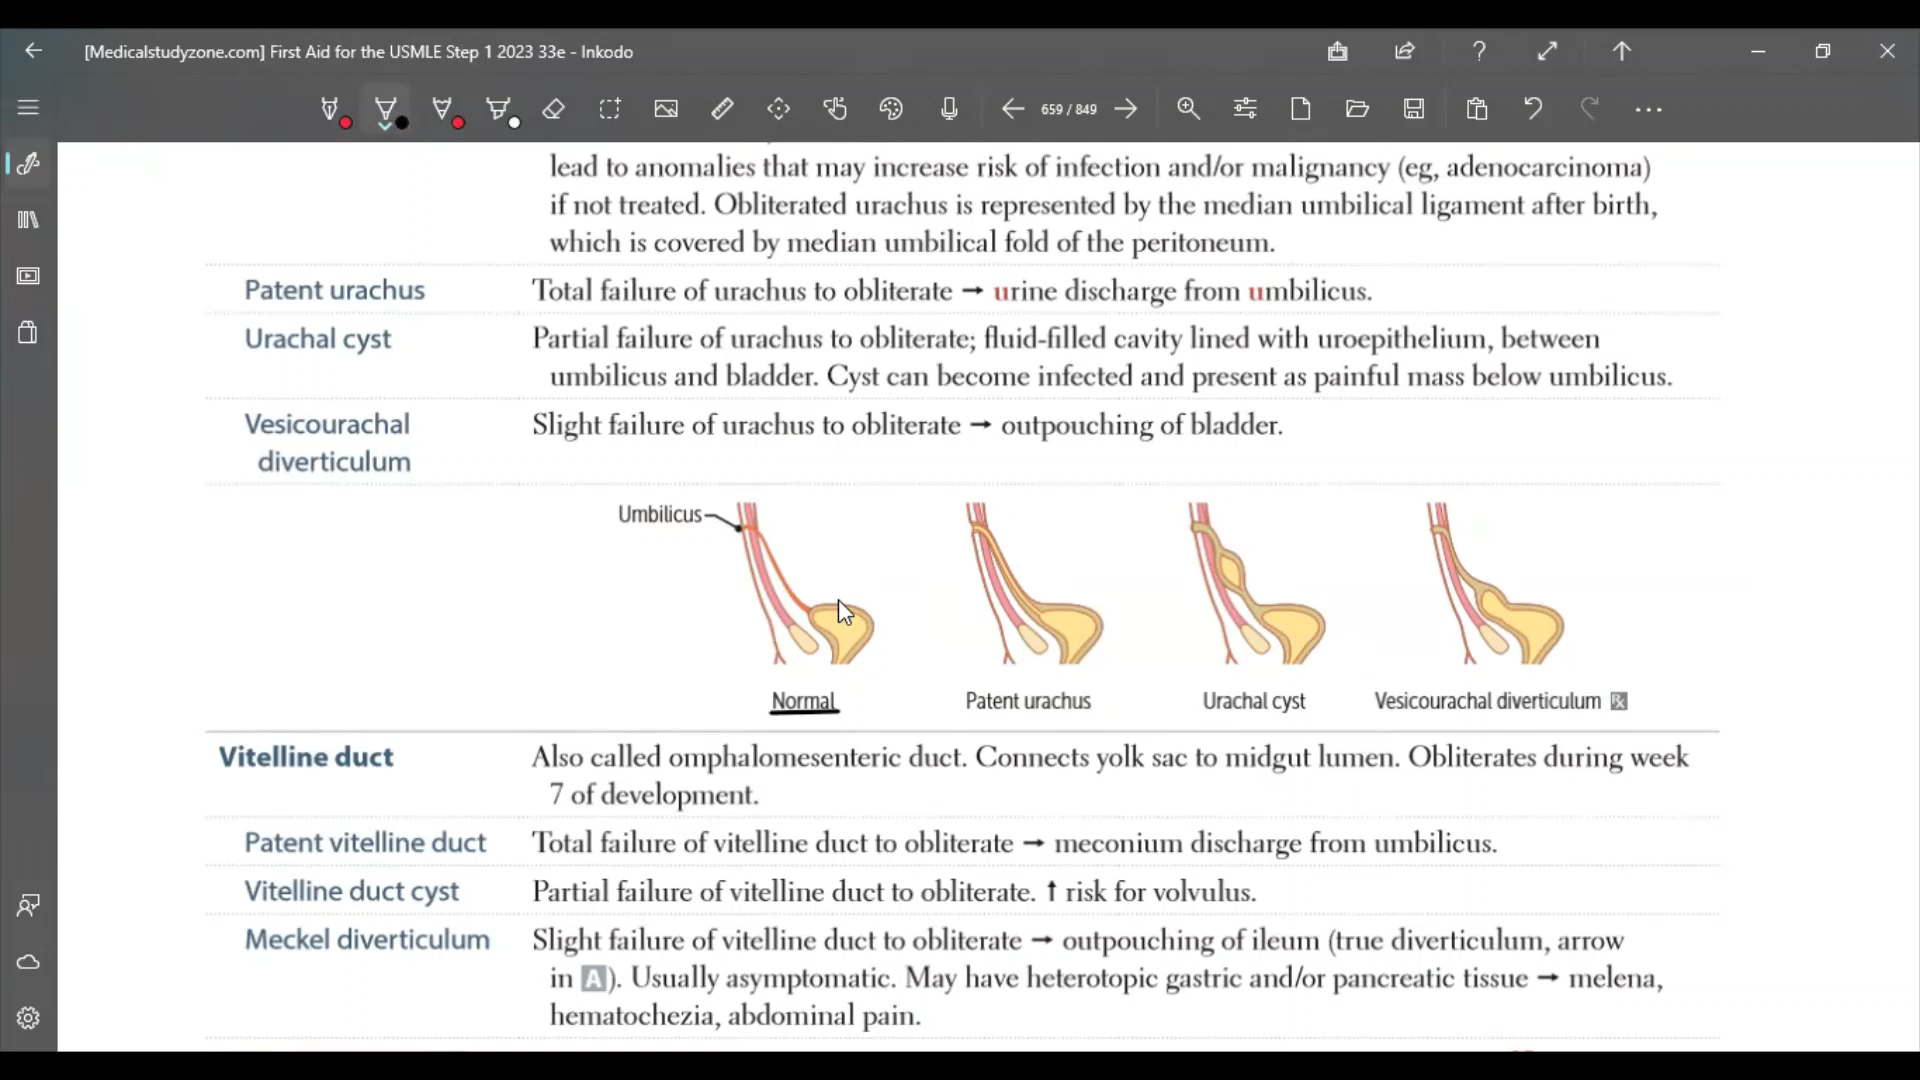 [Medicalstudyzone.com] First Aid for the USMLE Step 1 2023 33e - Inkodo
659 / 849
lead to anomalies that may increase risk of infection and/or malignancy (eg, adenocarcinoma)
if not treated. Obliterated urachus is represented by the median umbilical ligament after birth,
which is covered by median umbilical fold of the peritoneum.
Patent urachus Total failure of urachus to obliterate → urine discharge from umbilicus.
Urachal cyst Partial failure of urachus to obliterate; fluid-filled cavity lined with uroepithelium, between
umbilicus and bladder. Cyst can become infected and present as painful mass below umbilicus.
Vesicourachal Slight failure of urachus to obliterate → outpouching of bladder.
diverticulum
Umbilicus
Normal Patent urachus Urachal cyst Vesicourachal diverticulum Rx
Vitelline duct Also called omphalomesenteric duct. Connects yolk sac to midgut lumen. Obliterates during week
7 of development.
Patent vitelline duct Total failure of vitelline duct to obliterate → meconium discharge from umbilicus.
Vitelline duct cyst Partial failure of vitelline duct to obliterate. ↑ risk for volvulus.
Meckel diverticulum Slight failure of vitelline duct to obliterate → outpouching of ileum (true diverticulum, arrow
in A). Usually asymptomatic. May have heterotopic gastric and/or pancreatic tissue → melena,
hematochezia, abdominal pain.